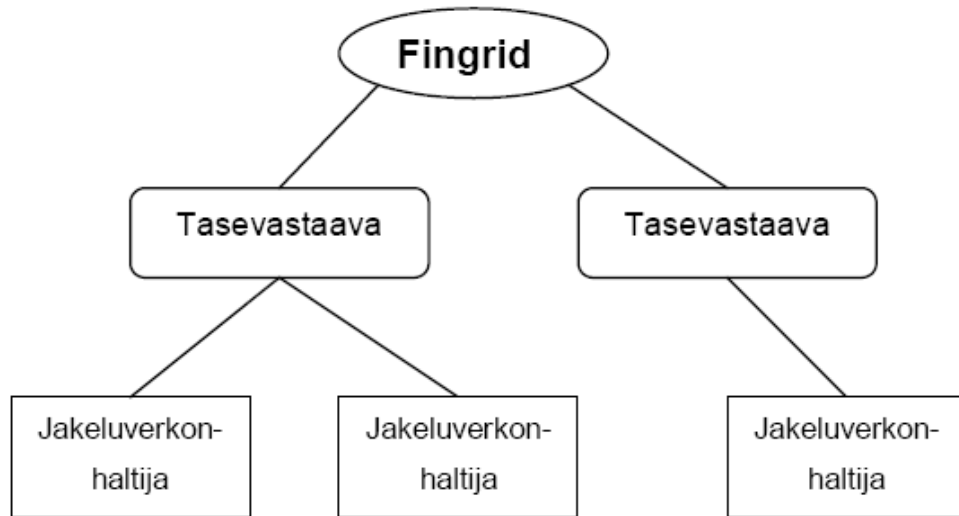 Fingrid
Tasevastaava
Tasevastaava
Jakeluverkon-
haltija
Jakeluverkon-
haltija
Jakeluverkon-
haltija